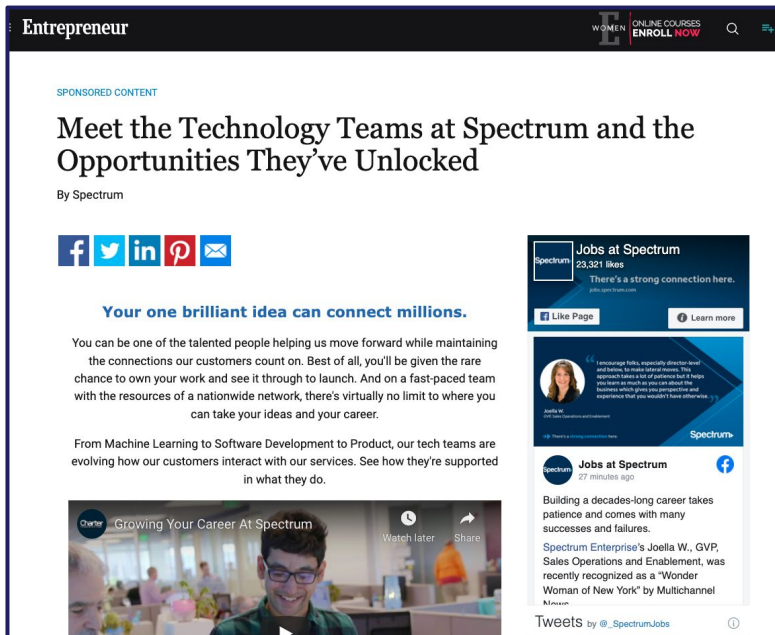 Entrepreneur
WOMEN
E
ONLINE COURSES
ENROLL NOW
SPONSORED CONTENT
Meet the Technology Teams at Spectrum and the
Opportunities They’ve Unlocked
By Spectrum
Your one brilliant idea can connect millions.
You can be one of the talented people helping us move forward while maintaining
the connections our customers count on. Best of all, you'll be given the rare
chance to own your work and see it through to launch. And on a fast-paced team
with the resources of a nationwide network, there's virtually no limit to where you
can take your ideas and your career.
From Machine Learning to Software Development to Product, our tech teams are
evolving how our customers interact with our services. See how they're supported
in what they do.
Charter
Growing Your Career At Spectrum
Watch later
Share
Spectrum
Jobs at Spectrum
23,321 likes
There's a strong connection here.
jobs.spectrum.com
Like Page
Learn more
“I encourage folks, especially director-level
and below, to make lateral moves. This
approach takes a lot of patience but it helps
you learn as much as you can about the
business which gives you perspective and
experience that you wouldn't have otherwise.”
Joella W.
GVP, Sales Operations and Enablement
There's a strong connection here.
Spectrum
Spectrum
Jobs at Spectrum
27 minutes ago
Building a decades-long career takes
patience and comes with many
successes and failures.
Spectrum Enterprise's Joella W., GVP,
Sales Operations and Enablement, was
recently recognized as a “Wonder
Woman of New York” by Multichannel
News
Tweets by @_SpectrumJobs